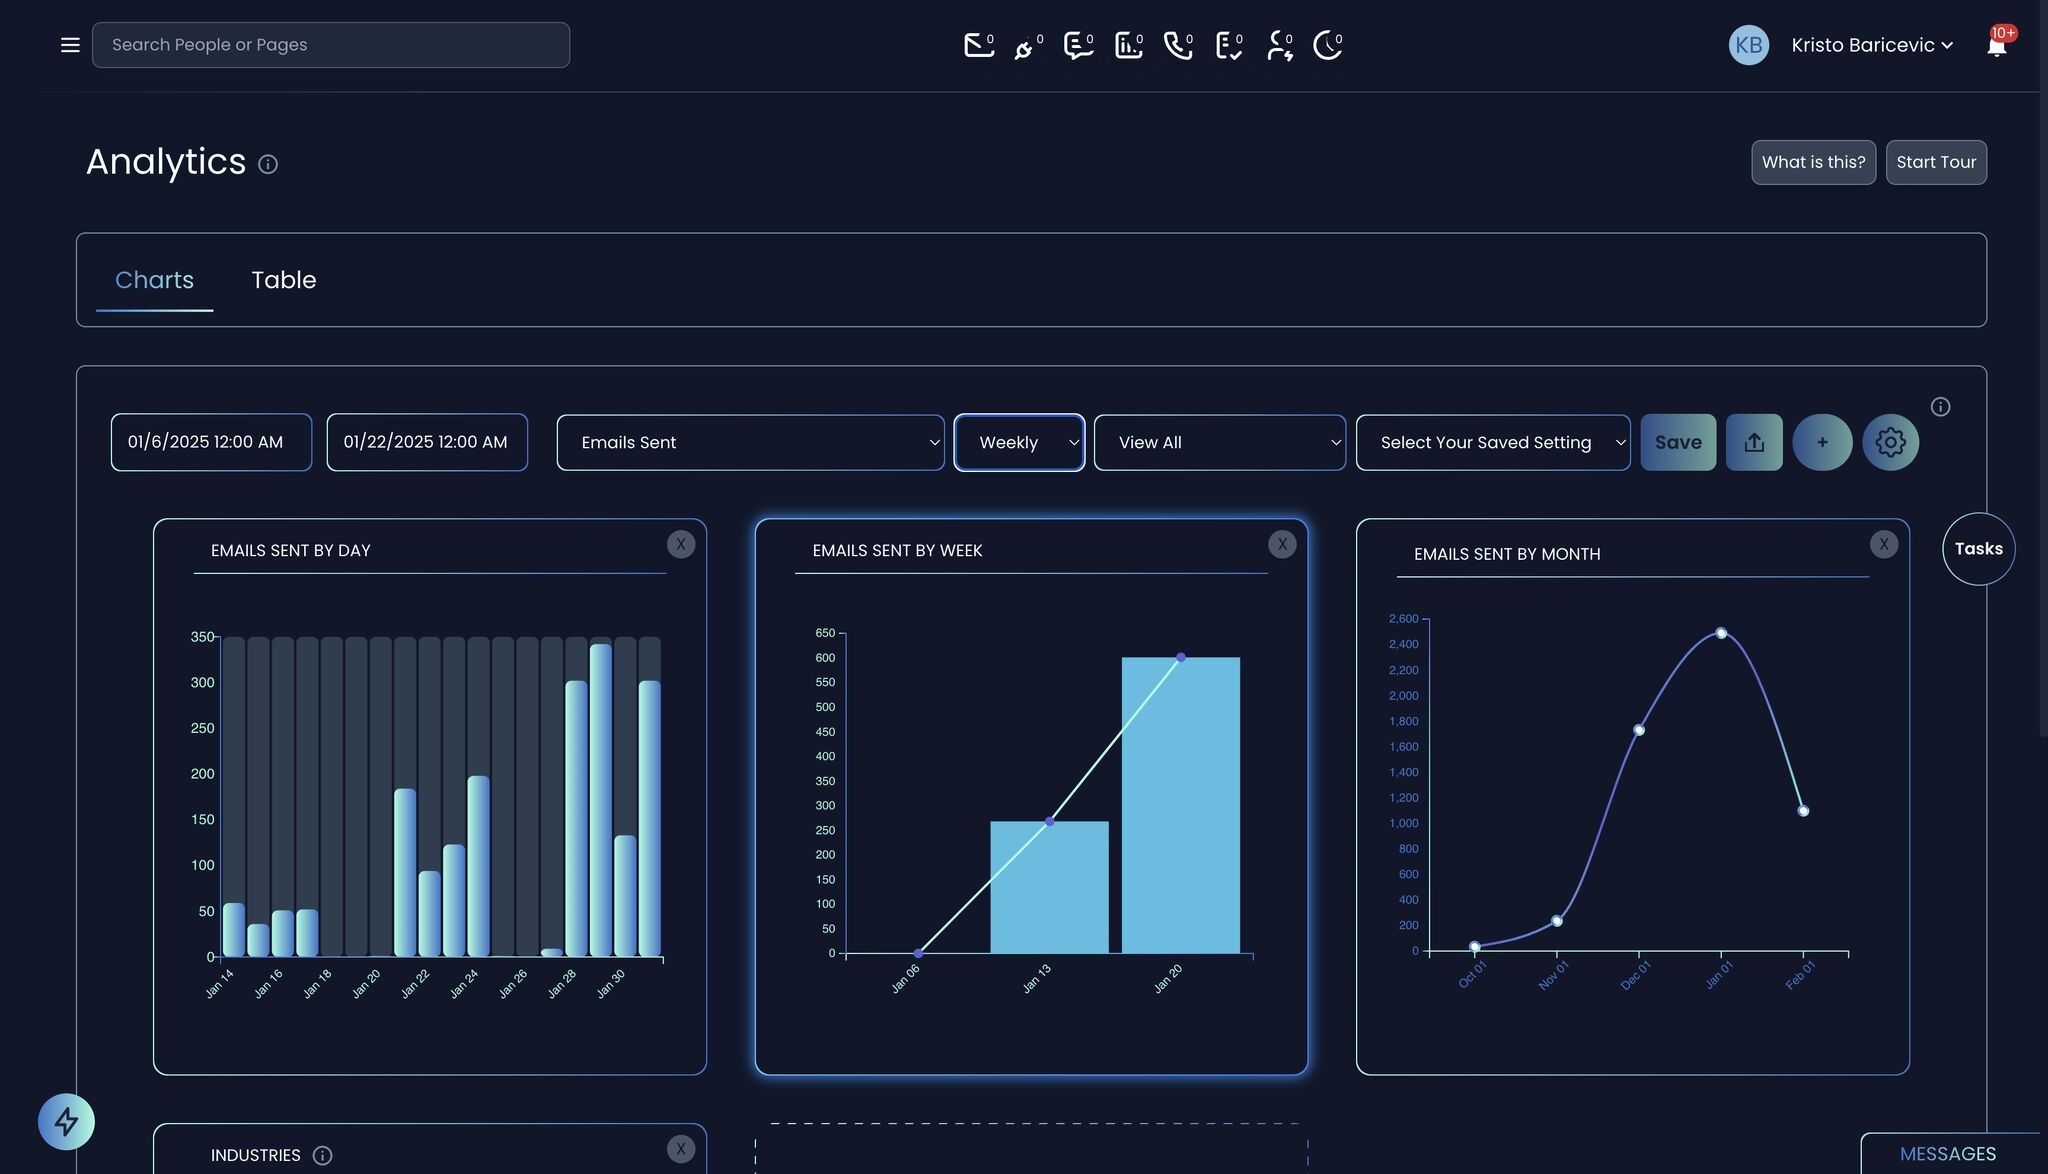 Search People or Pages
0 0 0 0 0 0 0 0
KB Kristo Baricevic 10+
Analytics
What is this? Start Tour
Charts Table
01/6/2025 12:00 AM 01/22/2025 12:00 AM Emails Sent Weekly View All Select Your Saved Setting Save +
Tasks
EMAILS SENT BY DAY X
350
300
250
200
150
100
50
0
Jan 14 Jan 16 Jan 18 Jan 20 Jan 22 Jan 24 Jan 26 Jan 28 Jan 30
EMAILS SENT BY WEEK X
650
600
550
500
450
400
350
300
250
200
150
100
50
0
Jan 06 Jan 13 Jan 20
EMAILS SENT BY MONTH X
2,600
2,400
2,200
2,000
1,800
1,600
1,400
1,200
1,000
800
600
400
200
0
Oct 01 Nov 01 Dec 01 Jan 01 Feb 01
INDUSTRIES X
MESSAGES